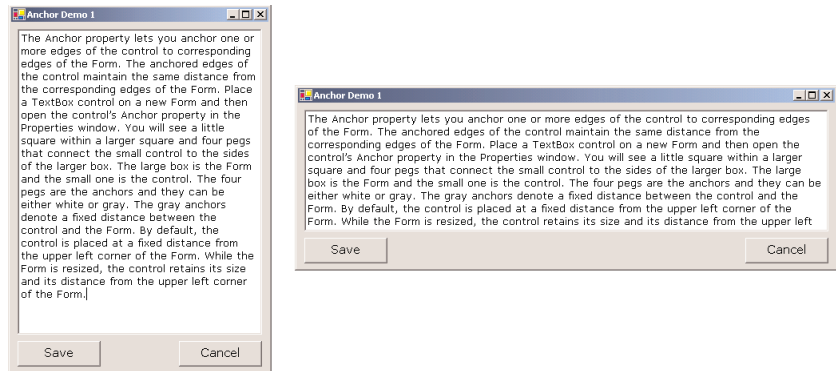 Anchor Demo 1
The Anchor property lets you anchor one or
more edges of the control to corresponding
edges of the Form. The anchored edges of
the control maintain the same distance from
the corresponding edges of the Form. Place
a TextBox control on a new Form and then
open the control's Anchor property in the
Properties window. You will see a little
square within a larger square and four pegs
that connect the small control to the sides
of the larger box. The large box is the Form
and the small one is the control. The four
pegs are the anchors and they can be
either white or gray. The gray anchors
denote a fixed distance between the
control and the Form. By default, the
control is placed at a fixed distance from
the upper left corner of the Form. While the
Form is resized, the control retains its size
and its distance from the upper left corner
of the Form.
Save
Cancel
Anchor Demo 1
The Anchor property lets you anchor one or more edges of the control to corresponding edges
of the Form. The anchored edges of the control maintain the same distance from the
corresponding edges of the Form. Place a TextBox control on a new Form and then open the
control's Anchor property in the Properties window. You will see a little square within a larger
square and four pegs that connect the small control to the sides of the larger box. The large
box is the Form and the small one is the control. The four pegs are the anchors and they can be
either white or gray. The gray anchors denote a fixed distance between the control and the
Form. By default, the control is placed at a fixed distance from the upper left corner of the
Form. While the Form is resized, the control retains its size and its distance from the upper left
Save
Cancel